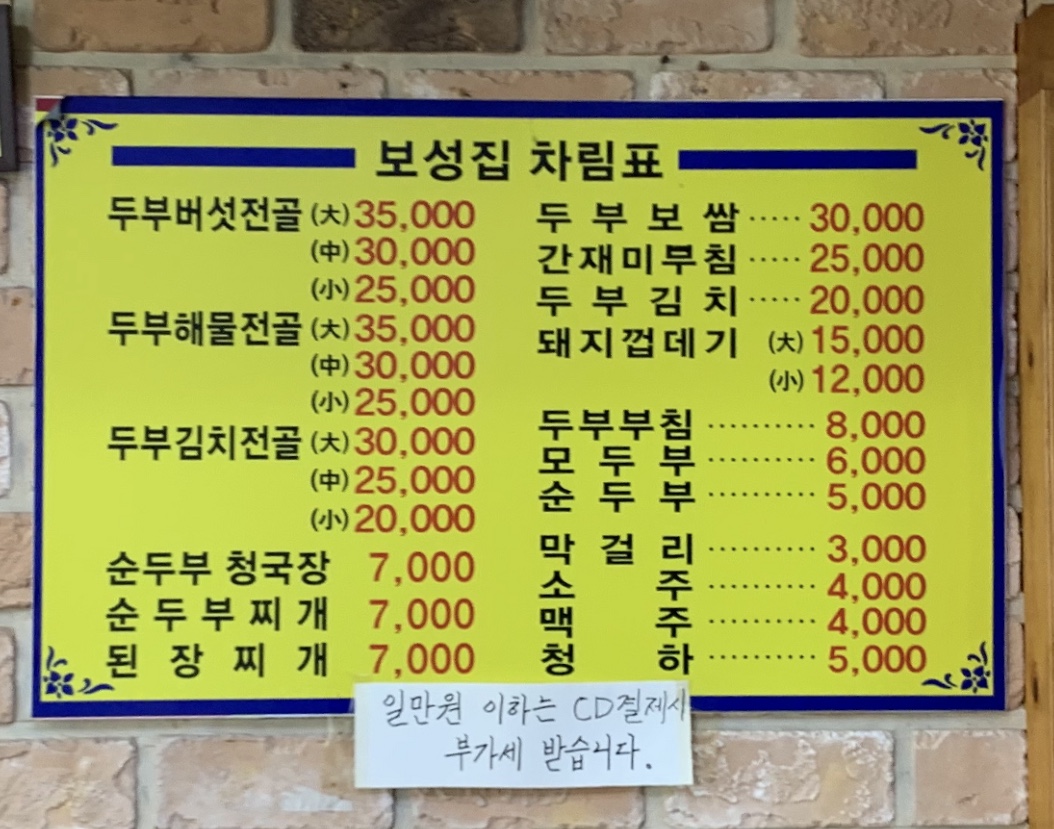 보성집 차림표
두부버섯전골 (大) 35,000
(中) 30,000
(小) 25,000
두부해물전골 (大) 35,000
(中) 30,000
(小) 25,000
두부김치전골 (大) 30,000
(中) 25,000
(小) 20,000
순두부 청국장 7,000
순두부찌개 7,000
된장찌개 7,000
두부보쌈 ····· 30,000
간재미무침 ····· 25,000
두부김치 ····· 20,000
돼지껍데기 (大) 15,000
(小) 12,000
두부부침 ·········· 8,000
모두부 ·········· 6,000
순두부 ·········· 5,000
막걸리 ·········· 3,000
소주 ·········· 4,000
맥주 ·········· 4,000
청하 ·········· 5,000
일만원 이하는 CD결제시
부가세 받습니다.